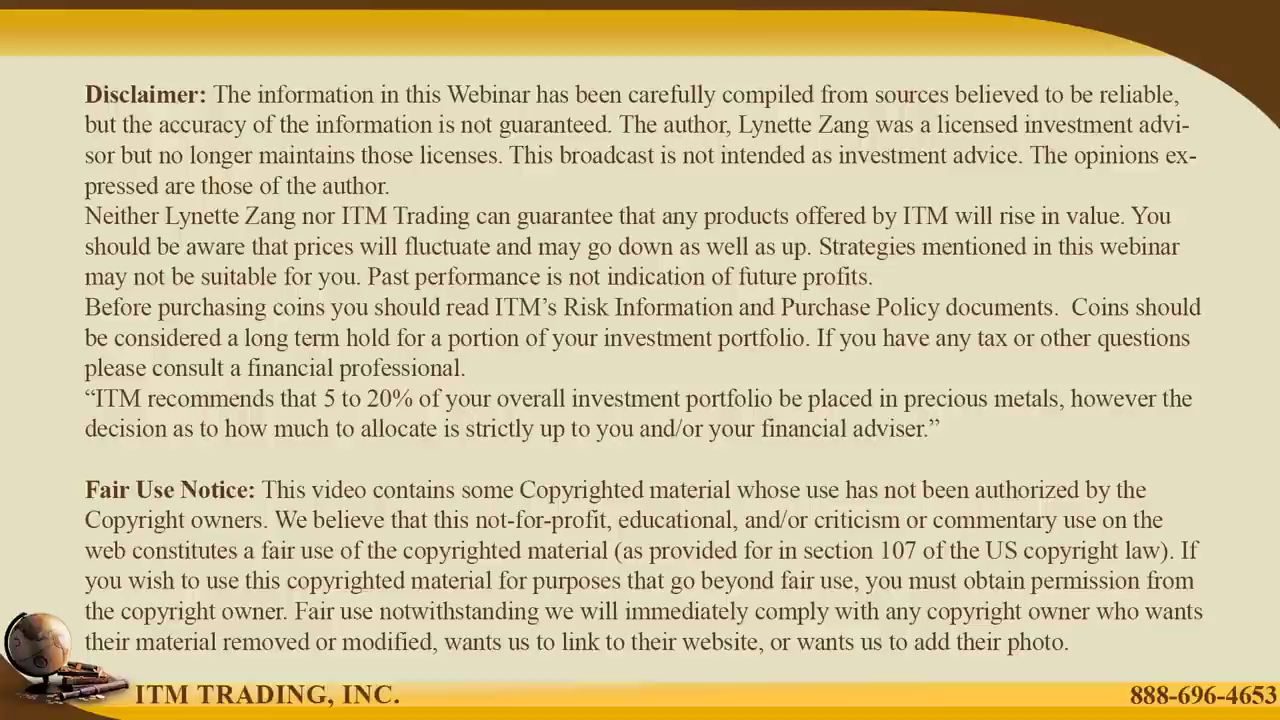 Disclaimer: The information in this Webinar has been carefully compiled from sources believed to be reliable,
but the accuracy of the information is not guaranteed. The author, Lynette Zang was a licensed investment advi-
sor but no longer maintains those licenses. This broadcast is not intended as investment advice. The opinions ex-
pressed are those of the author.
Neither Lynette Zang nor ITM Trading can guarantee that any products offered by ITM will rise in value. You
should be aware that prices will fluctuate and may go down as well as up. Strategies mentioned in this webinar
may not be suitable for you. Past performance is not indication of future profits.
Before purchasing coins you should read ITM’s Risk Information and Purchase Policy documents.  Coins should
be considered a long term hold for a portion of your investment portfolio. If you have any tax or other questions
please consult a financial professional.
“ITM recommends that 5 to 20% of your overall investment portfolio be placed in precious metals, however the
decision as to how much to allocate is strictly up to you and/or your financial adviser.”
Fair Use Notice: This video contains some Copyrighted material whose use has not been authorized by the
Copyright owners. We believe that this not-for-profit, educational, and/or criticism or commentary use on the
web constitutes a fair use of the copyrighted material (as provided for in section 107 of the US copyright law). If
you wish to use this copyrighted material for purposes that go beyond fair use, you must obtain permission from
the copyright owner. Fair use notwithstanding we will immediately comply with any copyright owner who wants
their material removed or modified, wants us to link to their website, or wants us to add their photo.
ITM TRADING, INC.
888-696-4653